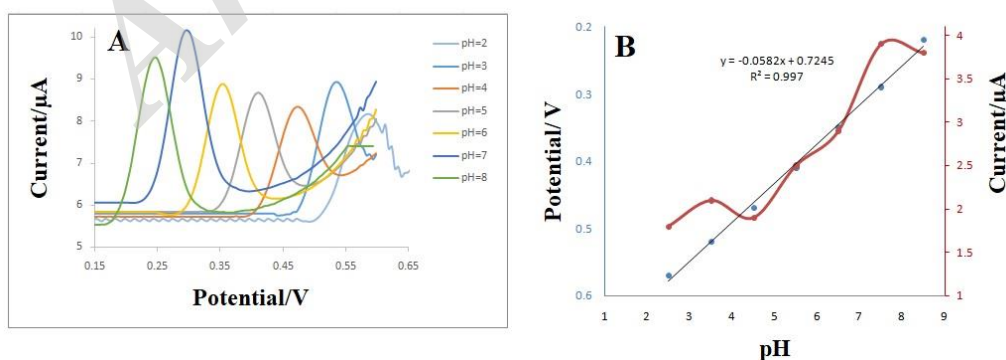 A
Current/µA
10
9
8
7
6
5
0.15
0.25
0.35
0.45
0.55
0.65
Potential/V
pH=2
pH=3
pH=4
pH=5
pH=6
pH=7
pH=8
B
Potential/ V
0.2
0.3
0.4
0.5
0.6
y = -0.0582x + 0.7245
R² = 0.997
4
3.5
3
2.5
2
1.5
1
Current/µA
1
2
3
4
5
6
7
8
9
pH